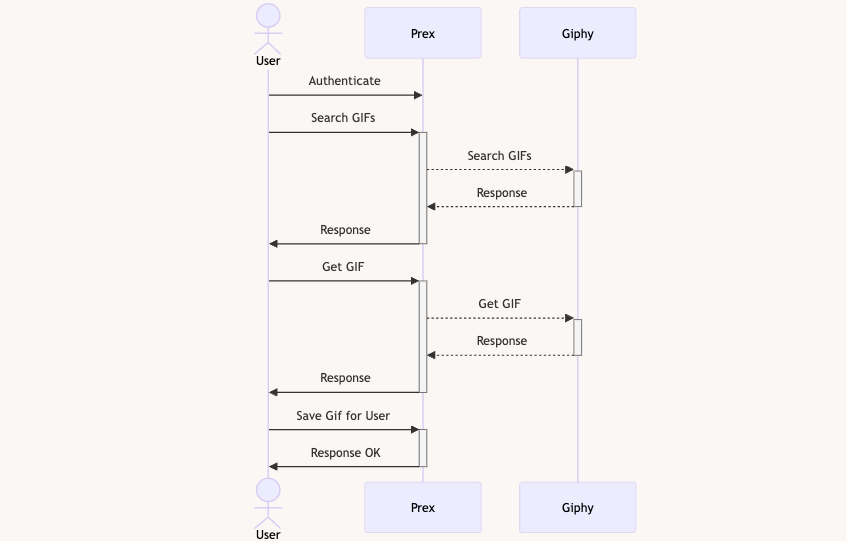 Prex
Giphy
User
Authenticate
Search GIFs
Search GIFs
Response
Response
Get GIF
Get GIF
Response
Response
Save Gif for User
Response OK
Prex
Giphy
User